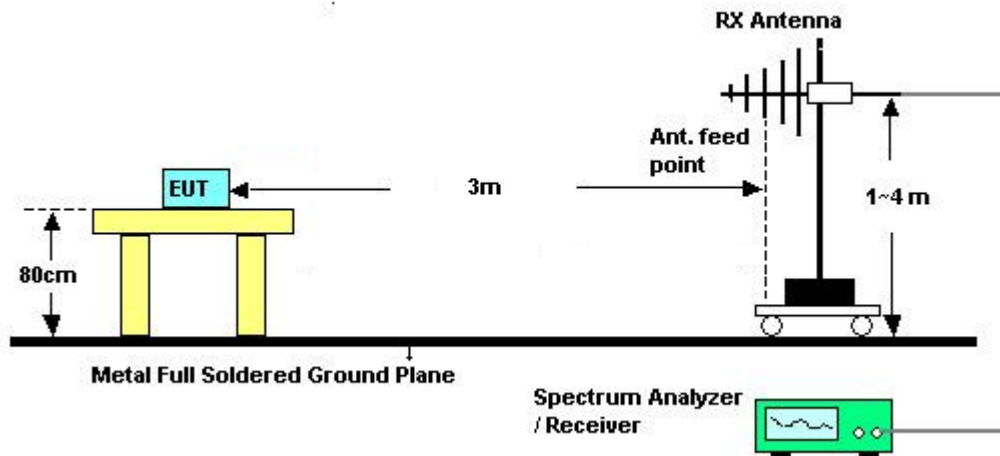 RX Antenna
Ant. feed
point
EUT
3m
1~4 m
80cm
Metal Full Soldered Ground Plane
Spectrum Analyzer
/ Receiver